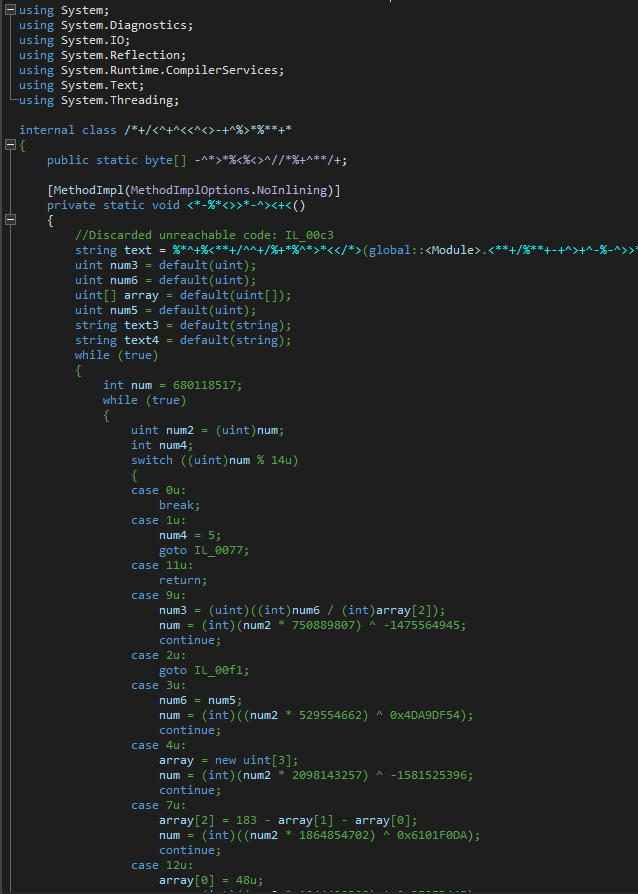 using System;
using System.Diagnostics;
using System.IO;
using System.Reflection;
using System.Runtime.CompilerServices;
using System.Text;
using System.Threading;
internal class /*+/<^+^<<^<>-+^%>*%**+*
{
public static byte[] -^*>*%<%<>^//*%+^**/+;
[MethodImpl(MethodImplOptions.NoInlining)]
private static void <*-%*<>>*-^><+<()
{
//Discarded unreachable code: IL_00c3
string text = %*^+%<**+/^^+/%+*%^*>*<</*>(global::<Module>.<**+/%**+-+^>+^-%-^>>*
uint num3 = default(uint);
uint num6 = default(uint);
uint[] array = default(uint[]);
uint num5 = default(uint);
string text3 = default(string);
string text4 = default(string);
while (true)
{
int num = 680118517;
while (true)
{
uint num2 = (uint)num;
int num4;
switch ((uint)num % 14u)
{
case 0u:
break;
case 1u:
num4 = 5;
goto IL_0077;
case 11u:
return;
case 9u:
num3 = (uint)((int)num6 / (int)array[2]);
num = (int)(num2 * 750889807) ^ -1475564945;
continue;
case 2u:
goto IL_00f1;
case 3u:
num6 = num5;
num = (int)((num2 * 529554662) ^ 0x4DA9DF54);
continue;
case 4u:
array = new uint[3];
num = (int)(num2 * 2098143257) ^ -1581525396;
continue;
case 7u:
array[2] = 183 - array[1] - array[0];
num = (int)((num2 * 1864854702) ^ 0x6101F0DA);
continue;
case 12u:
array[0] = 48u;